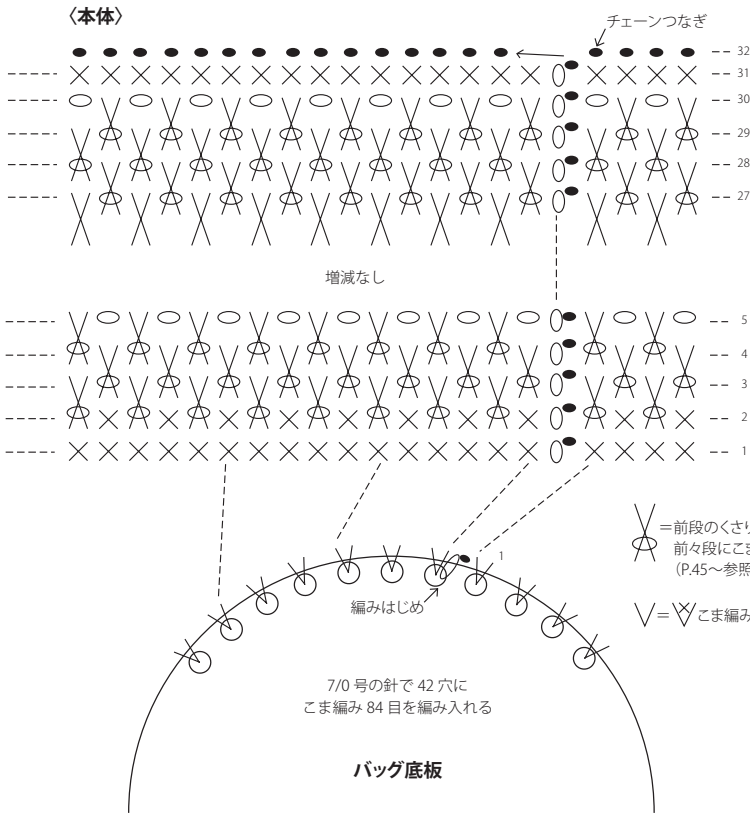 〈本体〉
チェーンつなぎ
32
31
30
29
28
27
増減なし
5
4
3
2
1
=前段のくさり
前々段にこま
（P.45～参照
1
編みはじめ
= こま編み
7/0 号の針で 42 穴に
こま編み 84 目を編み入れる
バッグ底板